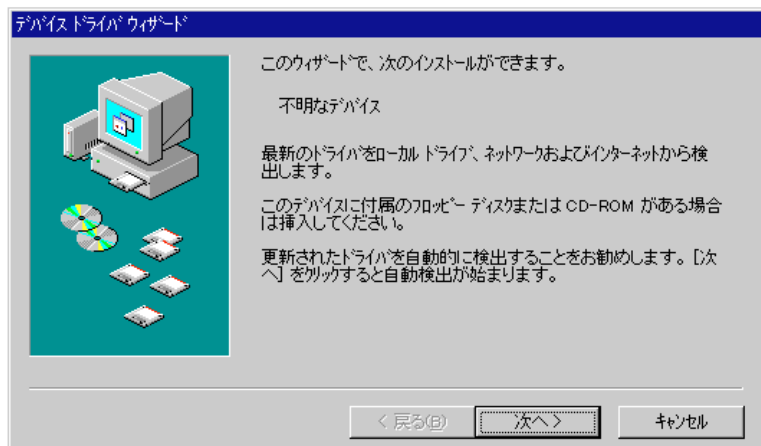 ﾃﾞﾊﾞｲｽ ﾄﾞﾗｲﾊﾞ ｳｨｻﾞｰﾄﾞ
このｳｨｻﾞｰﾄﾞで、次のｲﾝｽﾄｰﾙができます。
不明なﾃﾞﾊﾞｲｽ
最新のﾄﾞﾗｲﾊﾞをﾛｰｶﾙ ﾄﾞﾗｲﾌﾞ、ﾈｯﾄﾜｰｸおよびｲﾝﾀｰﾈｯﾄから検
出します。
このﾃﾞﾊﾞｲｽに付属のﾌﾛｯﾋﾟｰ ﾃﾞｨｽｸまたは CD-ROM がある場合
は挿入してください。
更新されたﾄﾞﾗｲﾊﾞを自動的に検出することをお勧めします。[次
へ] をｸﾘｯｸすると自動検出が始まります。
< 戻る(B)
次へ >
ｷｬﾝｾﾙ